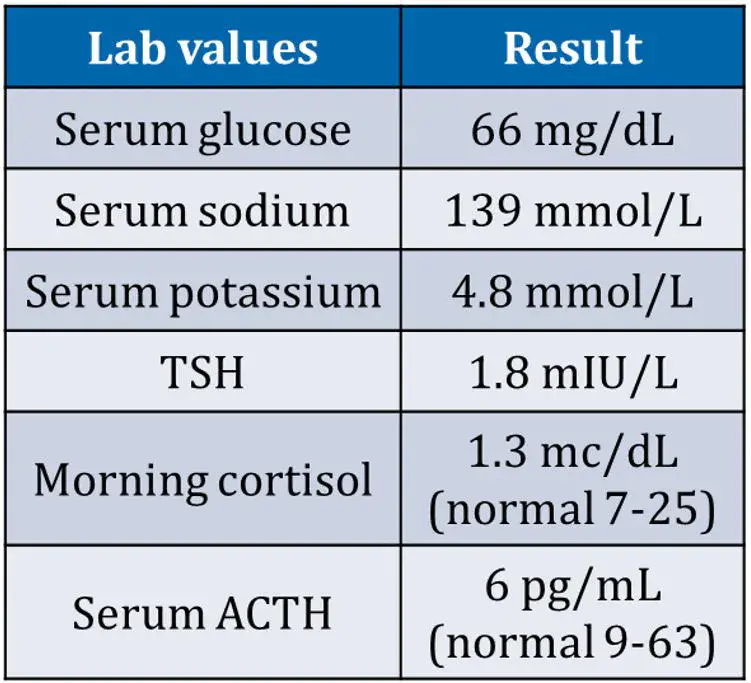 Lab values Result
Serum glucose 66 mg/dL
Serum sodium 139 mmol/L
Serum potassium 4.8 mmol/L
TSH 1.8 mIU/L
Morning cortisol 1.3 mc/dL
(normal 7-25)
Serum ACTH 6 pg/mL
(normal 9-63)